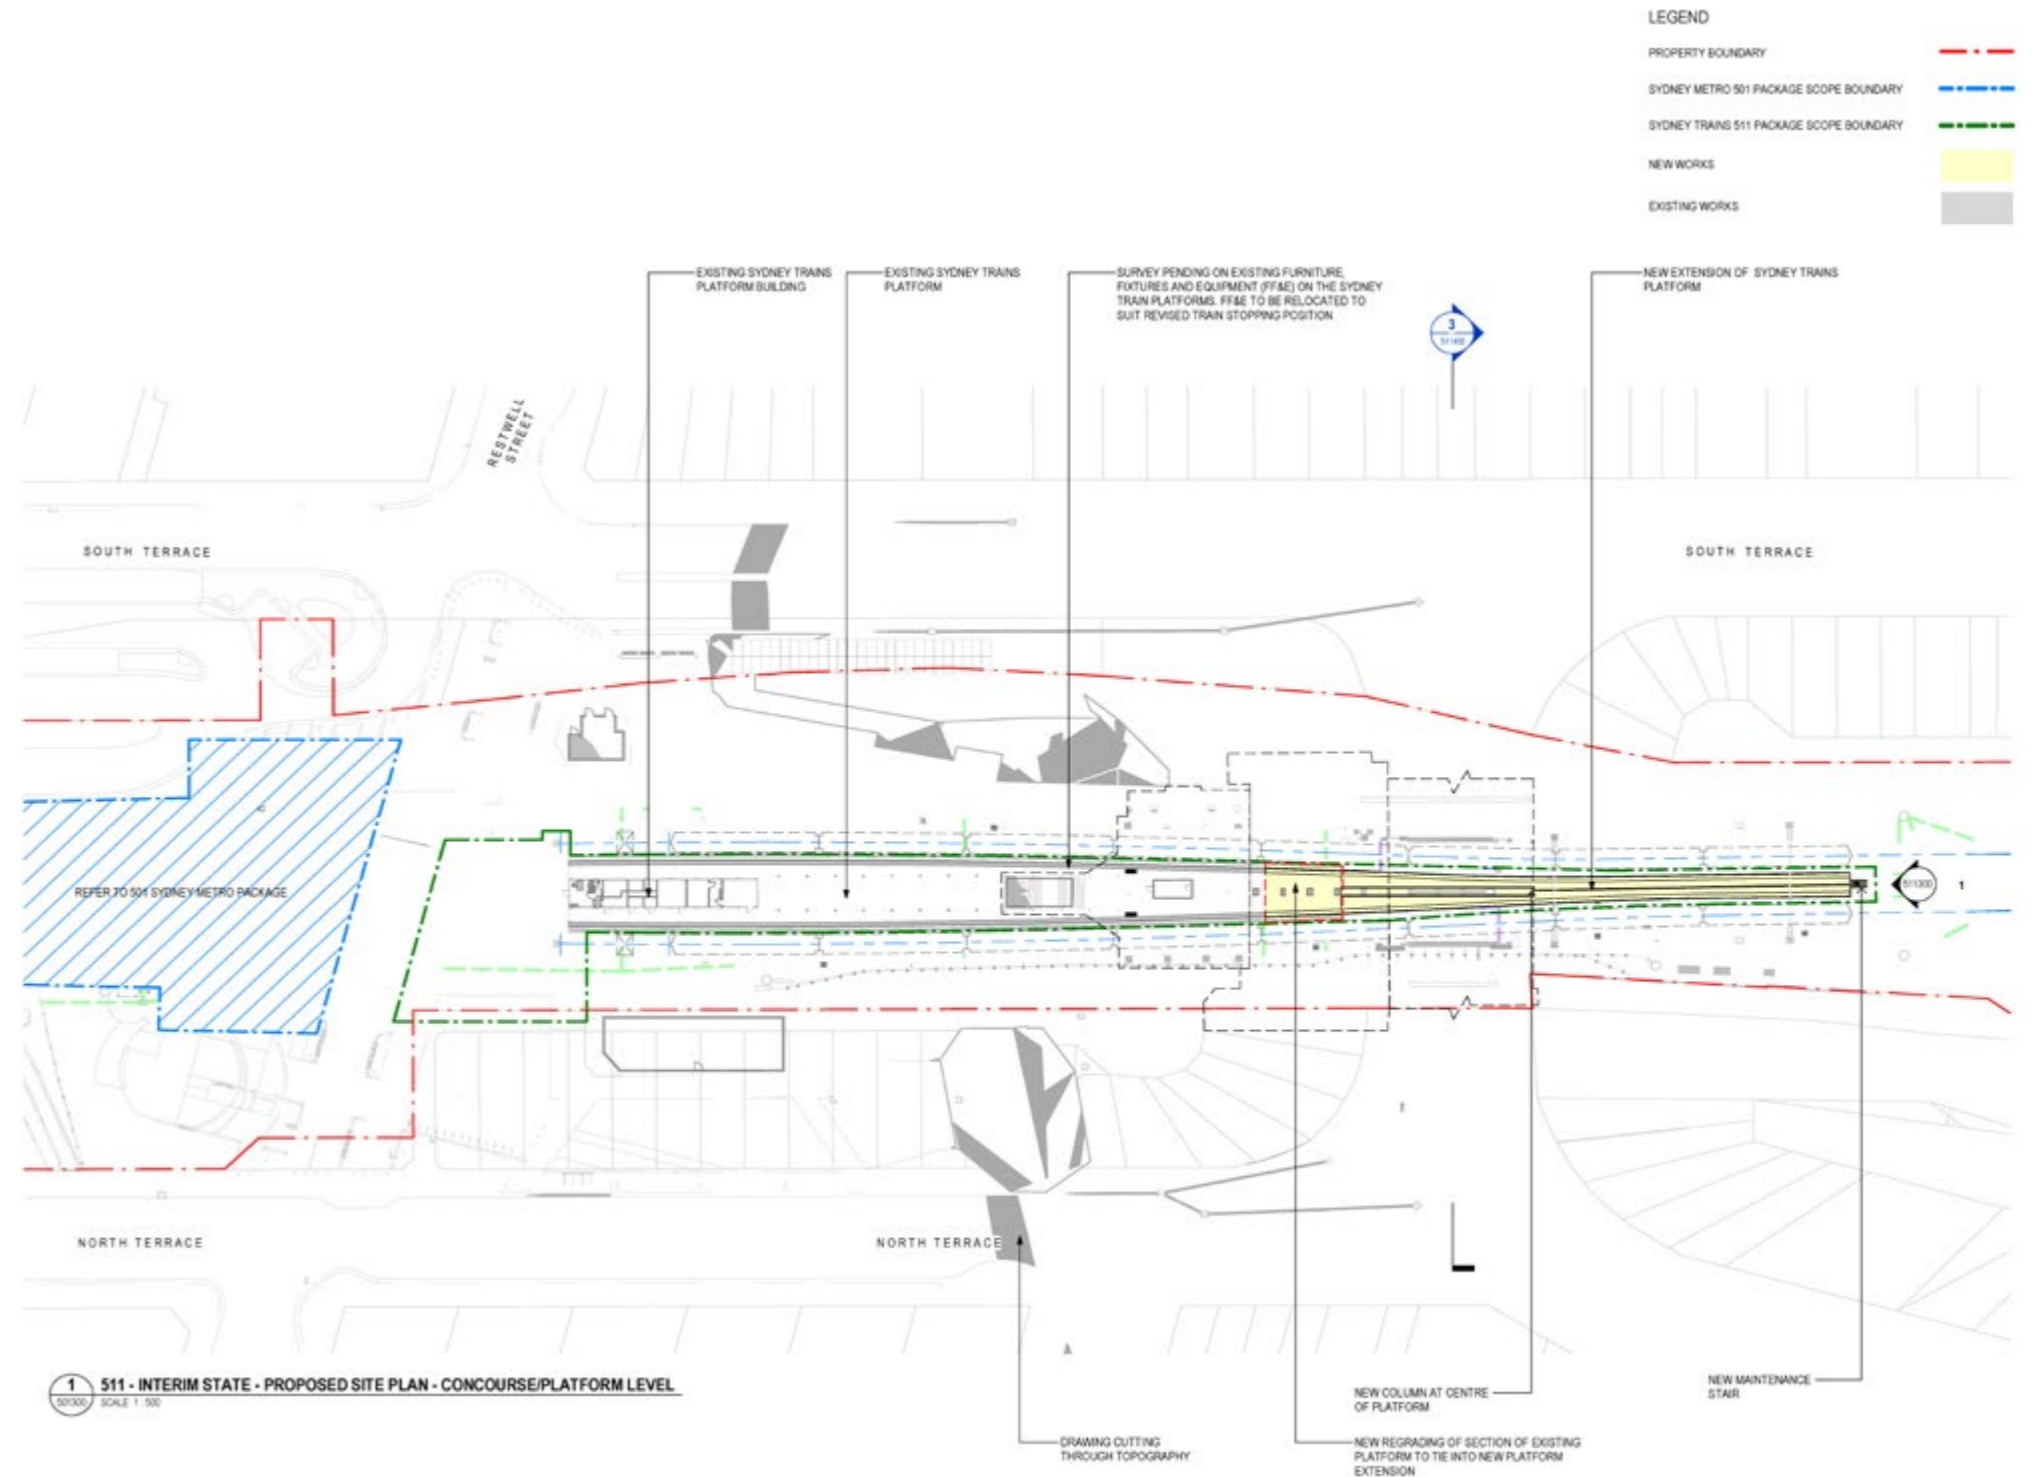 LEGEND
PROPERTY BOUNDARY
SYDNEY METRO 501 PACKAGE SCOPE BOUNDARY
SYDNEY TRAINS 511 PACKAGE SCOPE BOUNDARY
NEW WORKS
EXISTING WORKS
EXISTING SYDNEY TRAINS
PLATFORM BUILDING
EXISTING SYDNEY TRAINS
PLATFORM
SURVEY PENDING ON EXISTING FURNITURE,
FIXTURES AND EQUIPMENT (FF&E) ON THE SYDNEY
TRAIN PLATFORMS. FF&E TO BE RELOCATED TO
SUIT REVISED TRAIN STOPPING POSITION
NEW EXTENSION OF SYDNEY TRAINS
PLATFORM
3
RESTWELL
STREET
SOUTH TERRACE
SOUTH TERRACE
REFER TO 501 SYDNEY METRO PACKAGE
511300
1
NORTH TERRACE
NORTH TERRACE
1
501300
511 - INTERIM STATE - PROPOSED SITE PLAN - CONCOURSE/PLATFORM LEVEL
SCALE 1 : 500
DRAWING CUTTING
THROUGH TOPOGRAPHY
NEW COLUMN AT CENTRE
OF PLATFORM
NEW REGRADING OF SECTION OF EXISTING
PLATFORM TO TIE INTO NEW PLATFORM
EXTENSION
NEW MAINTENANCE
STAIR